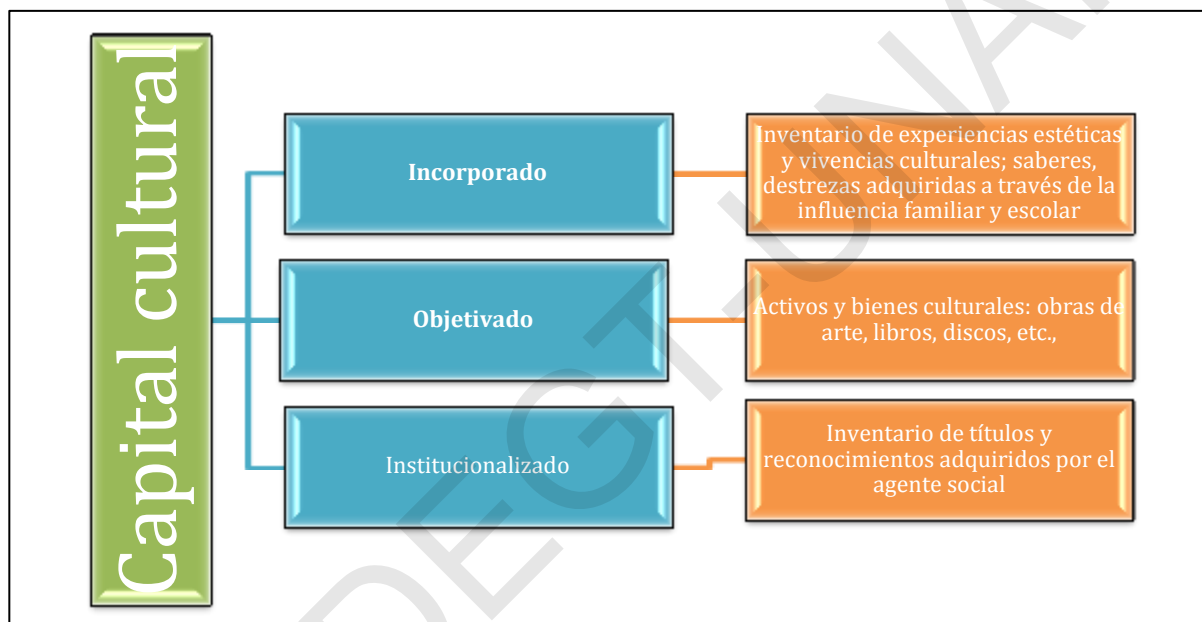 Capital cultural
Incorporado
Inventario de experiencias estéticas
y vivencias culturales; saberes,
destrezas adquiridas a través de la
influencia familiar y escolar
Objetivado
Activos y bienes culturales: obras de
arte, libros, discos, etc.,
Institucionalizado
Inventario de títulos y
reconocimientos adquiridos por el
agente social
DEGT-UNA